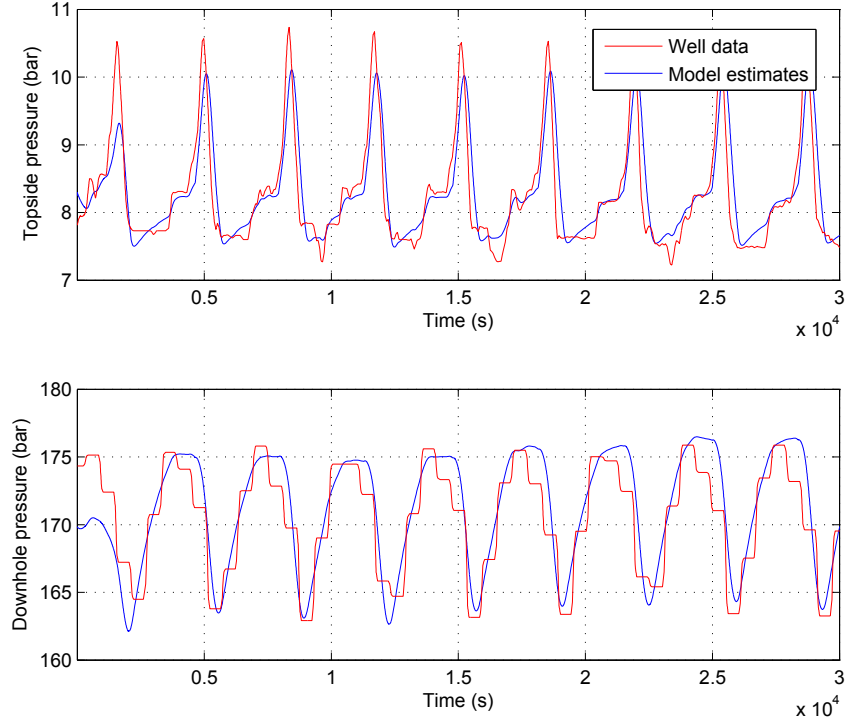 11
10
9
8
7
Topside pressure (bar)
Well data
Model estimates
0.5
1
1.5
2
2.5
3
Time (s)
x 10^4
180
175
170
165
160
Downhole pressure (bar)
0.5
1
1.5
2
2.5
3
Time (s)
x 10^4